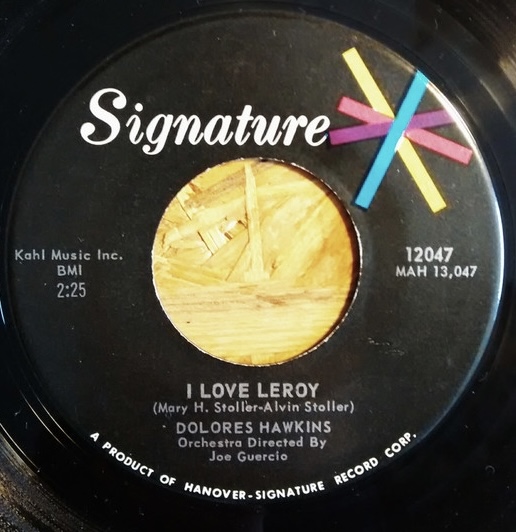 Signature
Kahl Music Inc.
BMI
2:25
12047
MAH 13,047
I LOVE LEROY
(Mary H. Stoller-Alvin Stoller)
DOLORES HAWKINS
Orchestra Directed By
Joe Guercio
A PRODUCT OF HANOVER-SIGNATURE RECORD CORP.